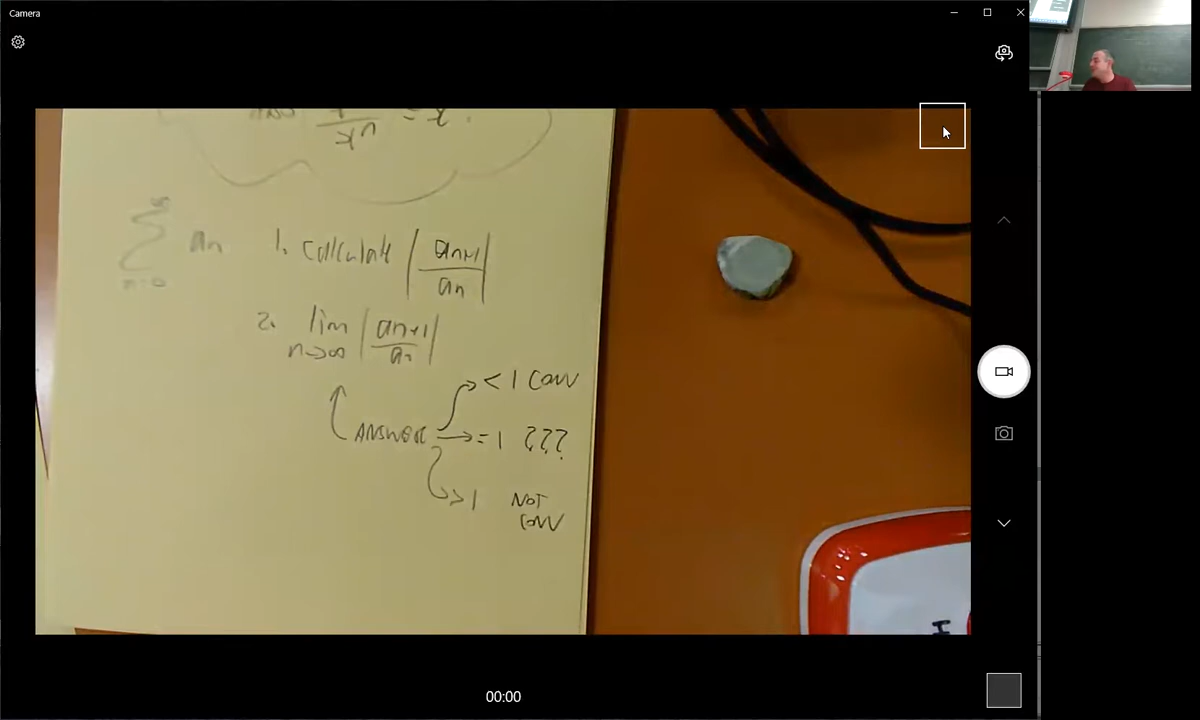 Camera
xⁿ = x.
∞
Σ aₙ 1. Calculate | aₙ₊₁ / aₙ |
n=0
2. lim n→∞ | aₙ₊₁ / aₙ |
< 1 CONV
ANSWER → = 1 ???
> 1 NOT
CONV
H
00:00